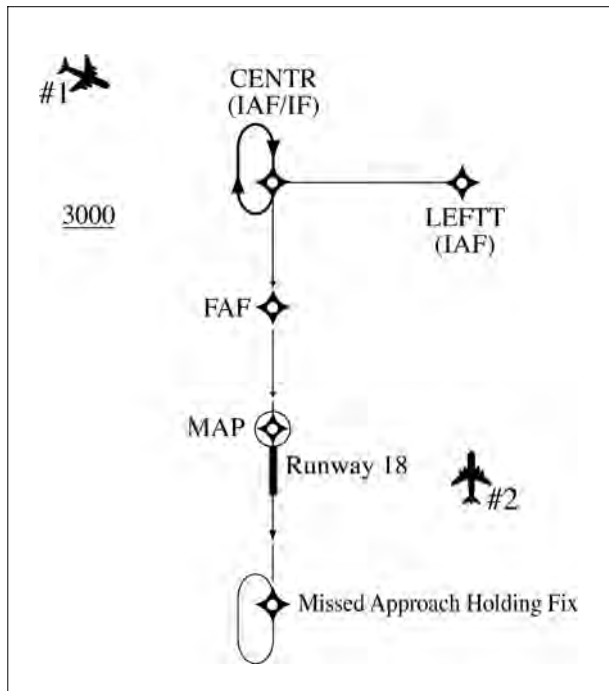 CENTR
(IAF/IF)
#1
3000
LEFTT
(IAF)
FAF
MAP
Runway 18
#2
Missed Approach Holding Fix